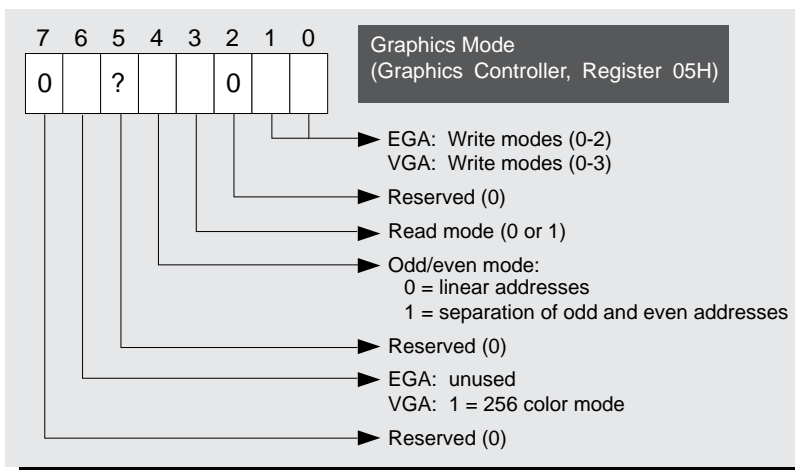 7 6 5 4 3 2 1 0
0 ? 0
Graphics Mode
(Graphics Controller, Register 05H)
EGA: Write modes (0-2)
VGA: Write modes (0-3)
Reserved (0)
Read mode (0 or 1)
Odd/even mode:
0 = linear addresses
1 = separation of odd and even addresses
Reserved (0)
EGA: unused
VGA: 1 = 256 color mode
Reserved (0)